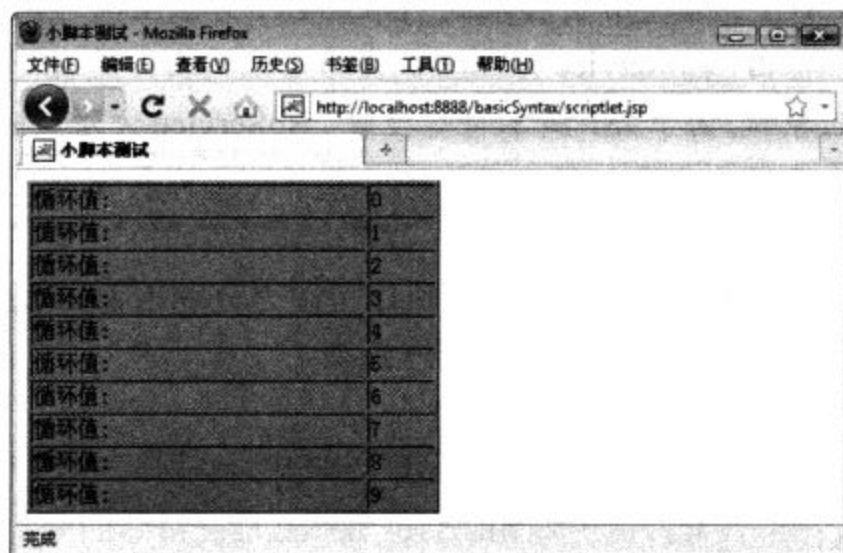 小脚本测试 - Mozilla Firefox
文件(F) 编辑(E) 查看(V) 历史(S) 书签(B) 工具(T) 帮助(H)
http://localhost:8888/basicSyntax/scriptlet.jsp
小脚本测试
循环值: 0
循环值: 1
循环值: 2
循环值: 3
循环值: 4
循环值: 5
循环值: 6
循环值: 7
循环值: 8
循环值: 9
完成